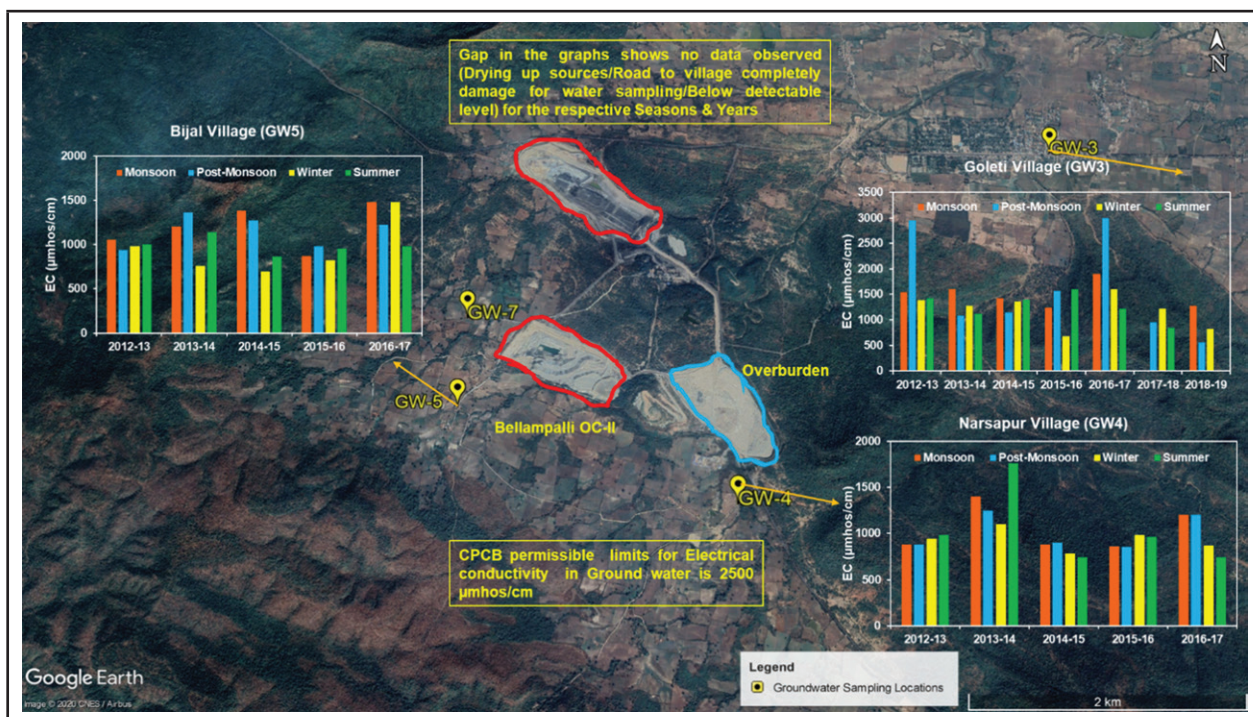 Gap in the graphs shows no data observed
(Drying up sources/Road to village completely
damage for water sampling/Below detectable
level) for the respective Seasons & Years
N
Bijal Village (GW5)
2000
1500
1000
500
0
EC (µmhos/cm)
Monsoon Post-Monsoon Winter Summer
2012-13 2013-14 2014-15 2015-16 2016-17
GW-3
Goleti Village (GW3)
3500
3000
2500
2000
1500
1000
500
0
EC (µmhos/cm)
Monsoon Post-Monsoon Winter Summer
2012-13 2013-14 2014-15 2015-16 2016-17 2017-18 2018-19
GW-7
GW-5
Bellampalli OC-II
Overburden
GW-4
Narsapur Village (GW4)
2000
1500
1000
500
0
EC (µmhos/cm)
Monsoon Post-Monsoon Winter Summer
2012-13 2013-14 2014-15 2015-16 2016-17
CPCB permissible limits for Electrical
conductivity in Ground water is 2500
µmhos/cm
Legend
Groundwater Sampling Locations
Google Earth
Image © 2020 CNES / Airbus
2 km